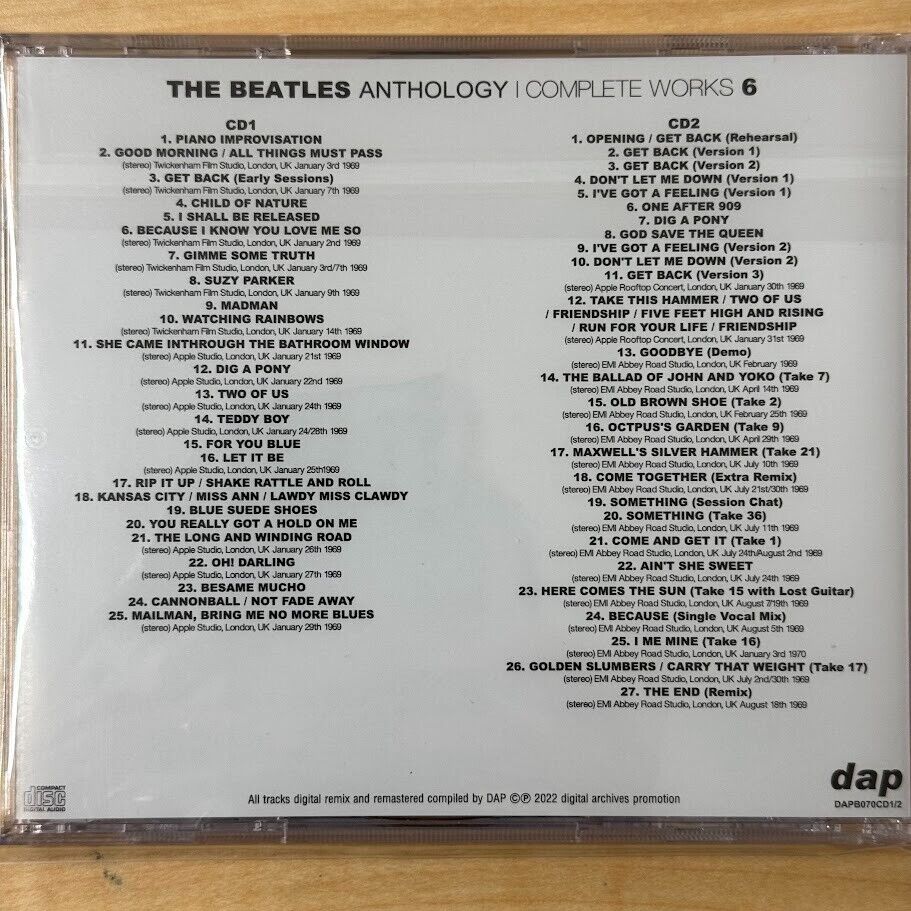 THE BEATLES ANTHOLOGY | COMPLETE WORKS 6
CD1
1. PIANO IMPROVISATION
2. GOOD MORNING / ALL THINGS MUST PASS
(stereo) Twickenham Film Studio, London, UK January 3rd 1969
3. GET BACK (Early Sessions)
(stereo) Twickenham Film Studio, London, UK January 7th 1969
4. CHILD OF NATURE
5. I SHALL BE RELEASED
6. BECAUSE I KNOW YOU LOVE ME SO
(stereo) Twickenham Film Studio, London, UK January 2nd 1969
7. GIMME SOME TRUTH
(stereo) Twickenham Film Studio, London, UK January 3rd/7th 1969
8. SUZY PARKER
(stereo) Twickenham Film Studio, London, UK January 9th 1969
9. MADMAN
10. WATCHING RAINBOWS
(stereo) Twickenham Film Studio, London, UK January 14th 1969
11. SHE CAME INTHROUGH THE BATHROOM WINDOW
(stereo) Apple Studio, London, UK January 21st 1969
12. DIG A PONY
(stereo) Apple Studio, London, UK January 22nd 1969
13. TWO OF US
(stereo) Apple Studio, London, UK January 24th 1969
14. TEDDY BOY
(stereo) Apple Studio, London, UK January 24/28th 1969
15. FOR YOU BLUE
16. LET IT BE
(stereo) Apple Studio, London, UK January 25th1969
17. RIP IT UP / SHAKE RATTLE AND ROLL
18. KANSAS CITY / MISS ANN / LAWDY MISS CLAWDY
19. BLUE SUEDE SHOES
20. YOU REALLY GOT A HOLD ON ME
21. THE LONG AND WINDING ROAD
(stereo) Apple Studio, London, UK January 26th 1969
22. OH! DARLING
(stereo) Apple Studio, London, UK January 27th 1969
23. BESAME MUCHO
24. CANNONBALL / NOT FADE AWAY
25. MAILMAN, BRING ME NO MORE BLUES
(stereo) Apple Studio, London, UK January 29th 1969
CD2
1. OPENING / GET BACK (Rehearsal)
2. GET BACK (Version 1)
3. GET BACK (Version 2)
4. DON'T LET ME DOWN (Version 1)
5. I'VE GOT A FEELING (Version 1)
6. ONE AFTER 909
7. DIG A PONY
8. GOD SAVE THE QUEEN
9. I'VE GOT A FEELING (Version 2)
10. DON'T LET ME DOWN (Version 2)
11. GET BACK (Version 3)
(stereo) Apple Rooftop Concert, London, UK January 30th 1969
12. TAKE THIS HAMMER / TWO OF US
/ FRIENDSHIP / FIVE FEET HIGH AND RISING
/ RUN FOR YOUR LIFE / FRIENDSHIP
(stereo) Apple Rooftop Concert, London, UK January 31st 1969
13. GOODBYE (Demo)
(stereo) EMI Abbey Road Studio, London, UK February 1969
14. THE BALLAD OF JOHN AND YOKO (Take 7)
(stereo) EMI Abbey Road Studio, London, UK April 14th 1969
15. OLD BROWN SHOE (Take 2)
(stereo) EMI Abbey Road Studio, London, UK February 25th 1969
16. OCTPUS'S GARDEN (Take 9)
(stereo) EMI Abbey Road Studio, London, UK April 29th 1969
17. MAXWELL'S SILVER HAMMER (Take 21)
(stereo) EMI Abbey Road Studio, London, UK July 10th 1969
18. COME TOGETHER (Extra Remix)
(stereo) EMI Abbey Road Studio, London, UK July 21st/30th 1969
19. SOMETHING (Session Chat)
20. SOMETHING (Take 36)
(stereo) EMI Abbey Road Studio, London, UK July 11th 1969
21. COME AND GET IT (Take 1)
(stereo) EMI Abbey Road Studio, London, UK July 24th/August 2nd 1969
22. AIN'T SHE SWEET
(stereo) EMI Abbey Road Studio, London, UK July 24th 1969
23. HERE COMES THE SUN (Take 15 with Lost Guitar)
(stereo) EMI Abbey Road Studio, London, UK August 7/19th 1969
24. BECAUSE (Single Vocal Mix)
(stereo) EMI Abbey Road Studio, London, UK August 5th 1969
25. I ME MINE (Take 16)
(stereo) EMI Abbey Road Studio, London, UK January 3rd 1970
26. GOLDEN SLUMBERS / CARRY THAT WEIGHT (Take 17)
(stereo) EMI Abbey Road Studio, London, UK July 2nd/30th 1969
27. THE END (Remix)
(stereo) EMI Abbey Road Studio, London, UK August 18th 1969
COMPACT
disc
DIGITAL AUDIO
All tracks digital remix and remastered compiled by DAP ©℗ 2022 digital archives promotion
dap
DAPB070CD1/2